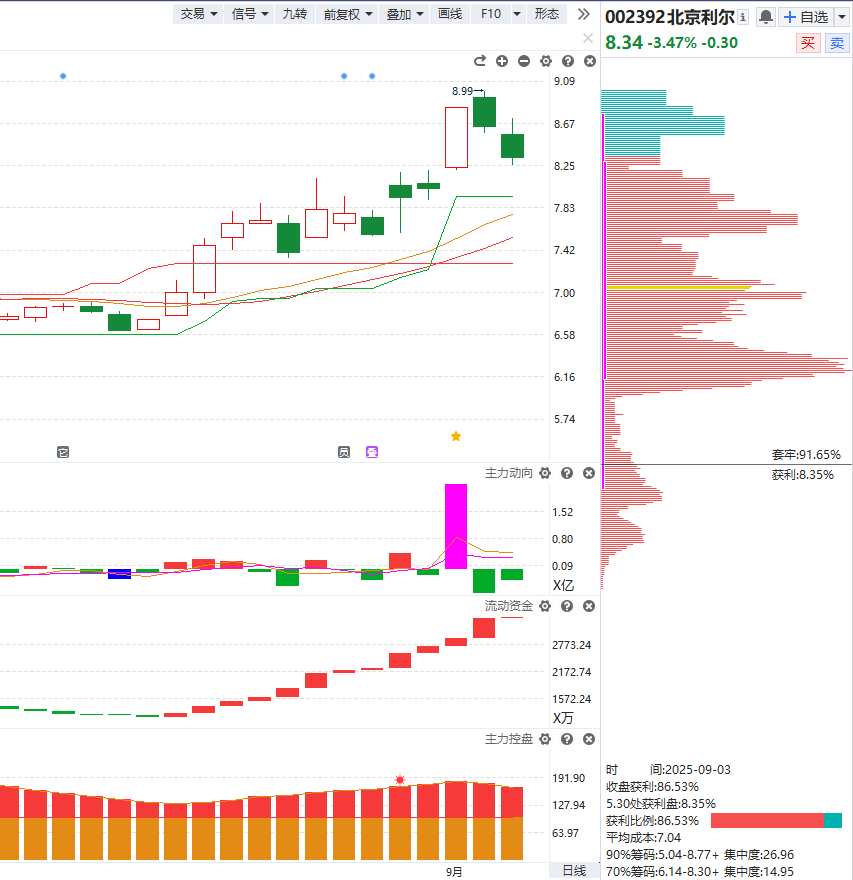 交易 信号 九转 前复权 叠加 画线 F10 形态
002392北京利尔
自选
8.34 -3.47% -0.30
买 卖
9.09
8.99
8.67
8.25
7.83
7.42
7.00
6.58
6.16
5.74
主力动向
1.52
0.80
0.09
X亿
流动资金
2773.24
2172.74
1572.24
X万
主力控盘
191.90
127.94
63.97
9月
日线
套牢:91.65%
获利:8.35%
时 间:2025-09-03
收盘获利:86.53%
5.30处获利盘:8.35%
获利比例:86.53%
平均成本:7.04
90%筹码:5.04-8.77+ 集中度:26.96
70%筹码:6.14-8.30+ 集中度:14.95